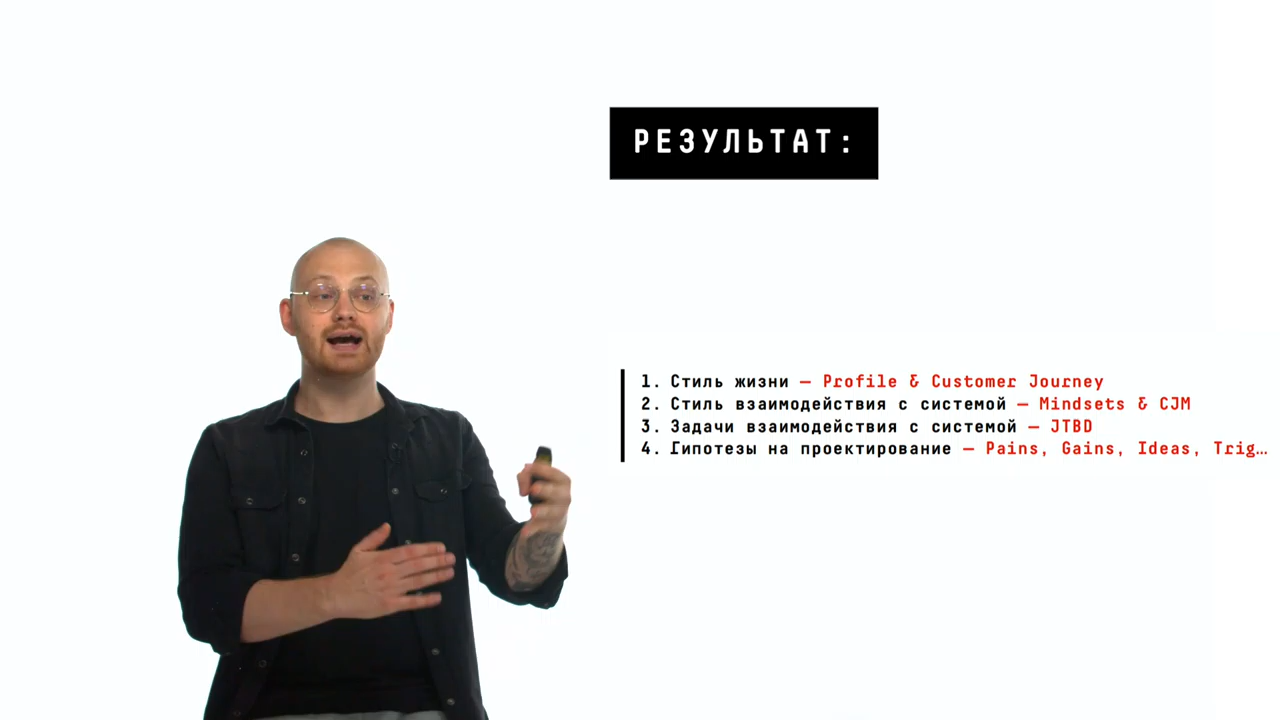 РЕЗУЛЬТАТ:
1. Стиль жизни — Profile & Customer Journey
2. Стиль взаимодействия с системой — Mindsets & CJM
3. Задачи взаимодействия с системой — JTBD
4. Гипотезы на проектирование — Pains, Gains, Ideas, Trig…